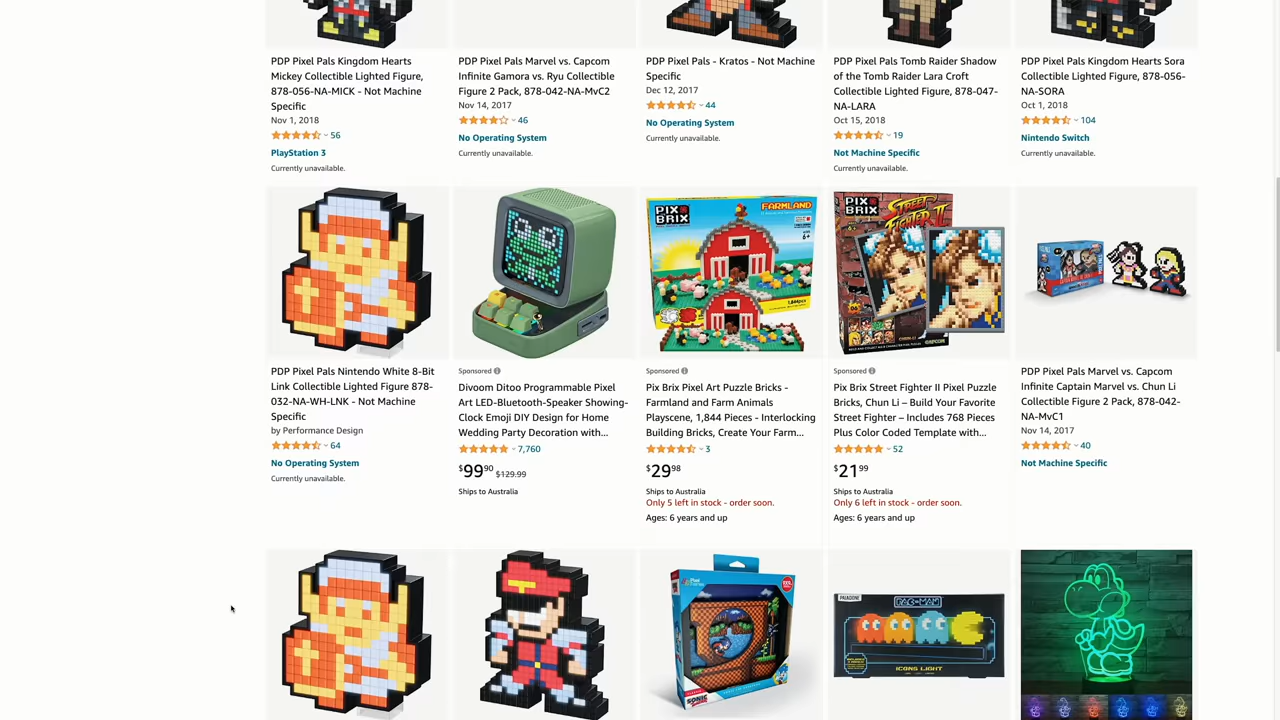 PDP Pixel Pals Kingdom Hearts
Mickey Collectible Lighted Figure,
878-056-NA-MICK - Not Machine
Specific
Nov 1, 2018
56
PlayStation 3
Currently unavailable.
PDP Pixel Pals Marvel vs. Capcom
Infinite Gamora vs. Ryu Collectible
Figure 2 Pack, 878-042-NA-MvC2
Nov 14, 2017
46
No Operating System
Currently unavailable.
PDP Pixel Pals - Kratos - Not Machine
Specific
Dec 12, 2017
44
No Operating System
Currently unavailable.
PDP Pixel Pals Tomb Raider Shadow
of the Tomb Raider Lara Croft
Collectible Lighted Figure, 878-047-
NA-LARA
Oct 15, 2018
19
Not Machine Specific
Currently unavailable.
PDP Pixel Pals Kingdom Hearts Sora
Collectible Lighted Figure, 878-056-
NA-SORA
Oct 1, 2018
104
Nintendo Switch
Currently unavailable.
PDP Pixel Pals Nintendo White 8-Bit
Link Collectible Lighted Figure 878-
032-NA-WH-LNK - Not Machine
Specific
by Performance Design
64
No Operating System
Currently unavailable.
Sponsored
Divoom Ditoo Programmable Pixel
Art LED-Bluetooth-Speaker Showing-
Clock Emoji DIY Design for Home
Wedding Party Decoration with...
7,760
$99.90 $129.99
Ships to Australia
PIX BRIX
FARMLAND
Sponsored
Pix Brix Pixel Art Puzzle Bricks -
Farmland and Farm Animals
Playscene, 1,844 Pieces - Interlocking
Building Bricks, Create Your Farm...
3
$29.98
Ships to Australia
Only 5 left in stock - order soon.
Ages: 6 years and up
PIX BRIX
STREET FIGHTER II
Sponsored
Pix Brix Street Fighter II Pixel Puzzle
Bricks, Chun Li – Build Your Favorite
Street Fighter – Includes 768 Pieces
Plus Color Coded Template with...
52
$21.99
Ships to Australia
Only 6 left in stock - order soon.
Ages: 6 years and up
PDP Pixel Pals Marvel vs. Capcom
Infinite Captain Marvel vs. Chun Li
Collectible Figure 2 Pack, 878-042-
NA-MvC1
Nov 14, 2017
40
Not Machine Specific
SONIC
PALADONE
PAC-MAN
ICONS LIGHT